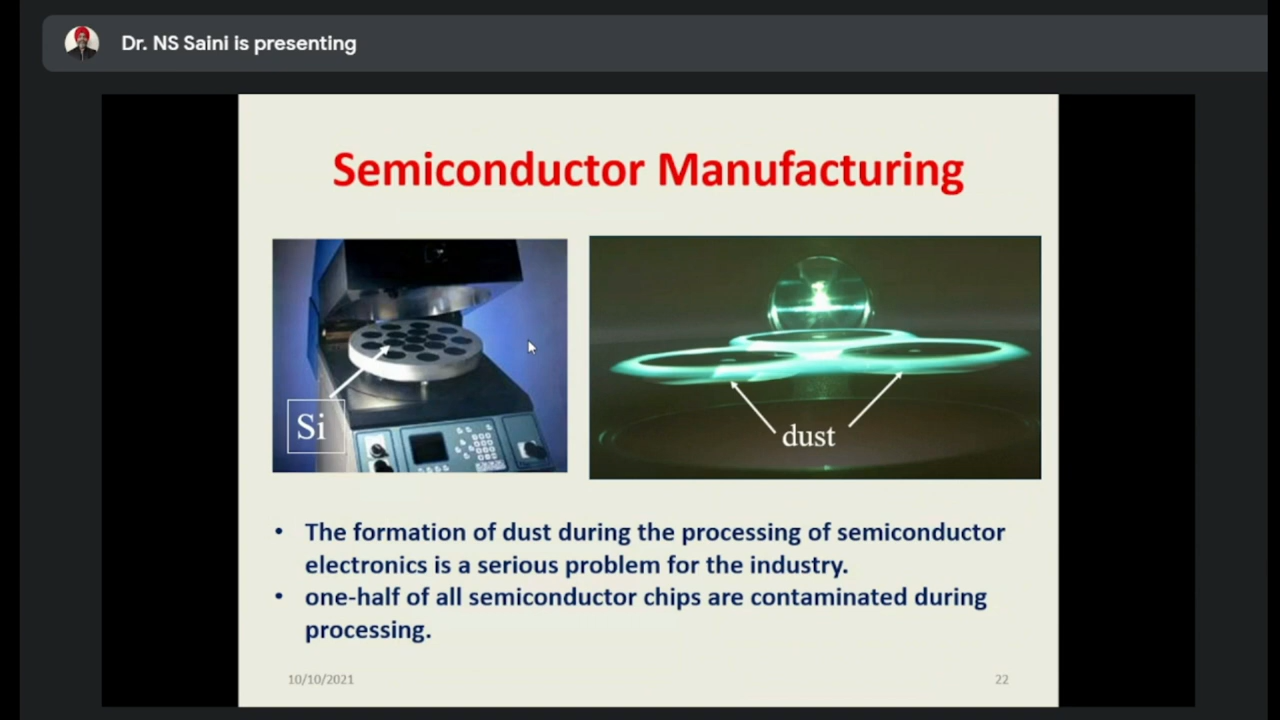 Dr. NS Saini is presenting
Semiconductor Manufacturing
Si
dust
• The formation of dust during the processing of semiconductor
electronics is a serious problem for the industry.
• one-half of all semiconductor chips are contaminated during
processing.
10/10/2021
22